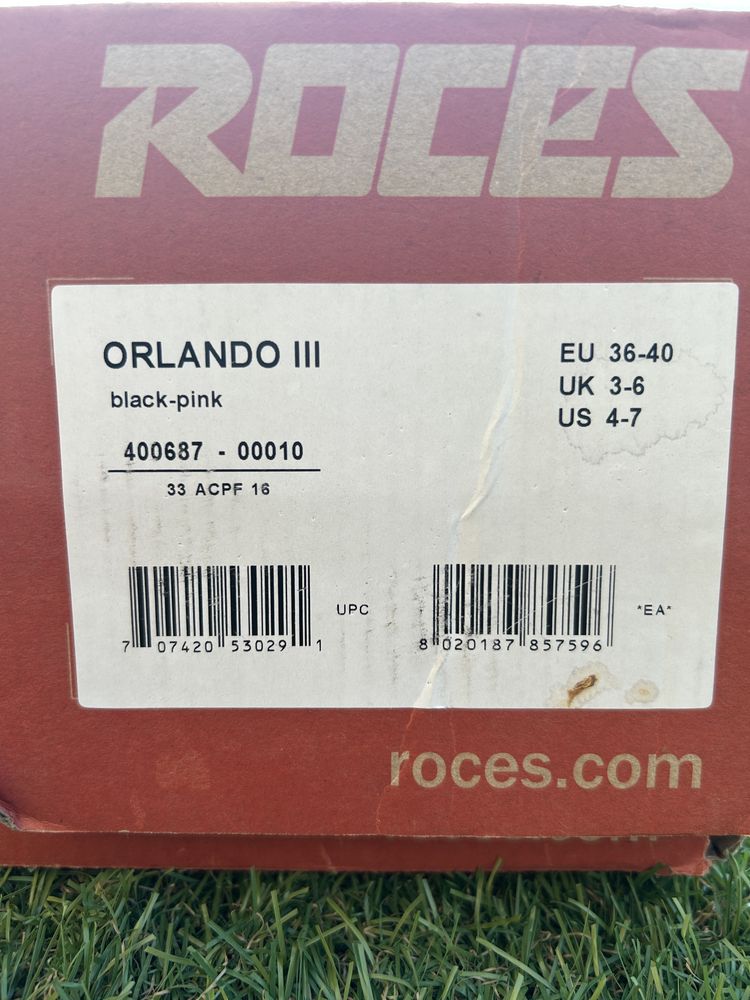 ROCES
ORLANDO III
black-pink
400687 - 00010
33 ACPF 16
EU 36-40
UK 3-6
US 4-7
UPC
7 07420 53029 1
*EA*
8 020187 857596
roces.com